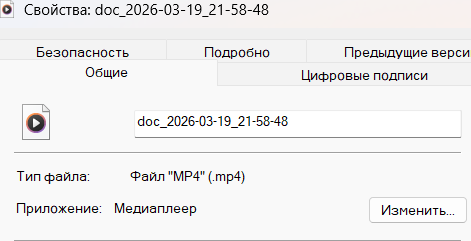 Свойства: doc_2026-03-19_21-58-48
Безопасность Подробно Предыдущие верси
Общие Цифровые подписи
doc_2026-03-19_21-58-48
Тип файла: Файл "MP4" (.mp4)
Приложение: Медиаплеер Изменить...